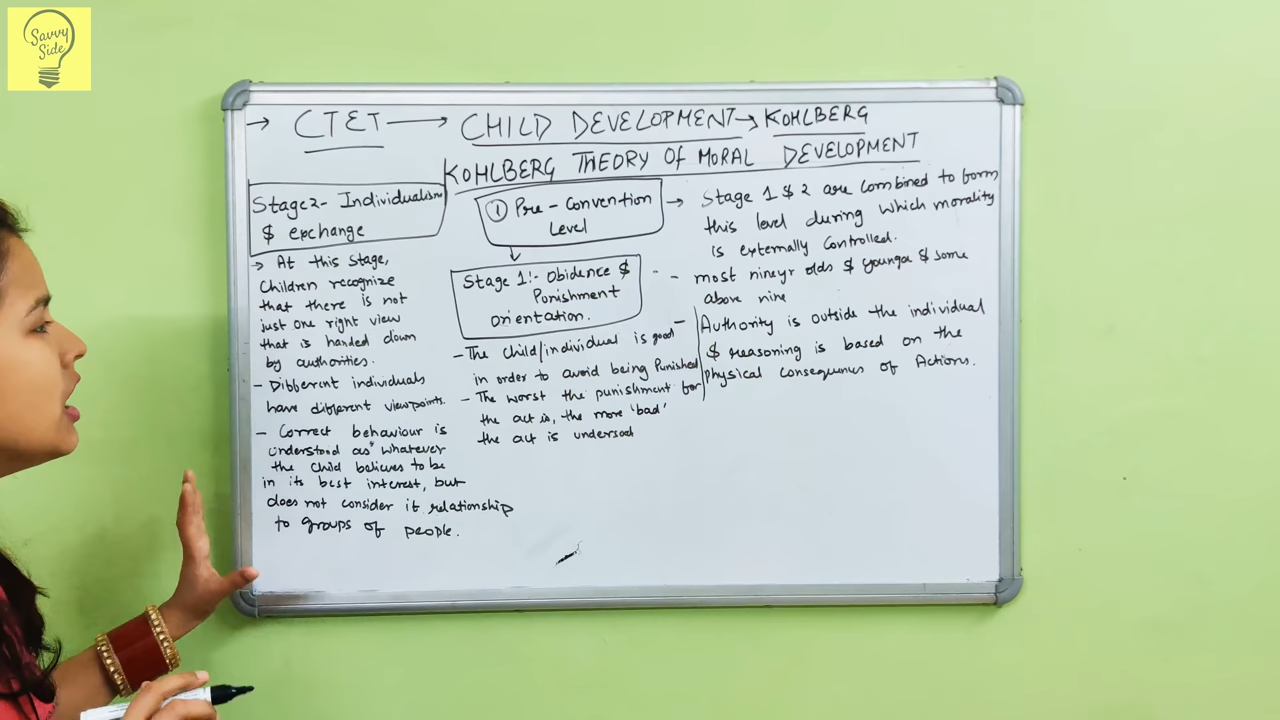 Savvy
Side
→ CTET → CHILD DEVELOPMENT → KOHLBERG
KOHLBERG THEORY OF MORAL DEVELOPMENT
Stage 2- Individualism
$ exchange
→ At this stage,
Children recognize
that there is not
just one right view
that is handed down
by authorities.
- Different individuals
have different viewpoints.
- Correct behaviour is
understood as "whatever
the child believes to be
in its best interest, but
does not consider it relationship
to groups of people.
① Pre - Convention
Level
Stage 1:- Obidence $
Punishment
orientation.
- The child/individual is good
in order to avoid being Punished
- The worst the punishment for
the act is, the more 'bad'
the act is undersod
→ Stage 1 $ 2 are combined to form
this level during which morality
is externally controlled.
- - most nineyr olds $ younger $ some
above nine
- Authority is outside the individual
$ reasoning is based on the
physical consequenus of Actions.